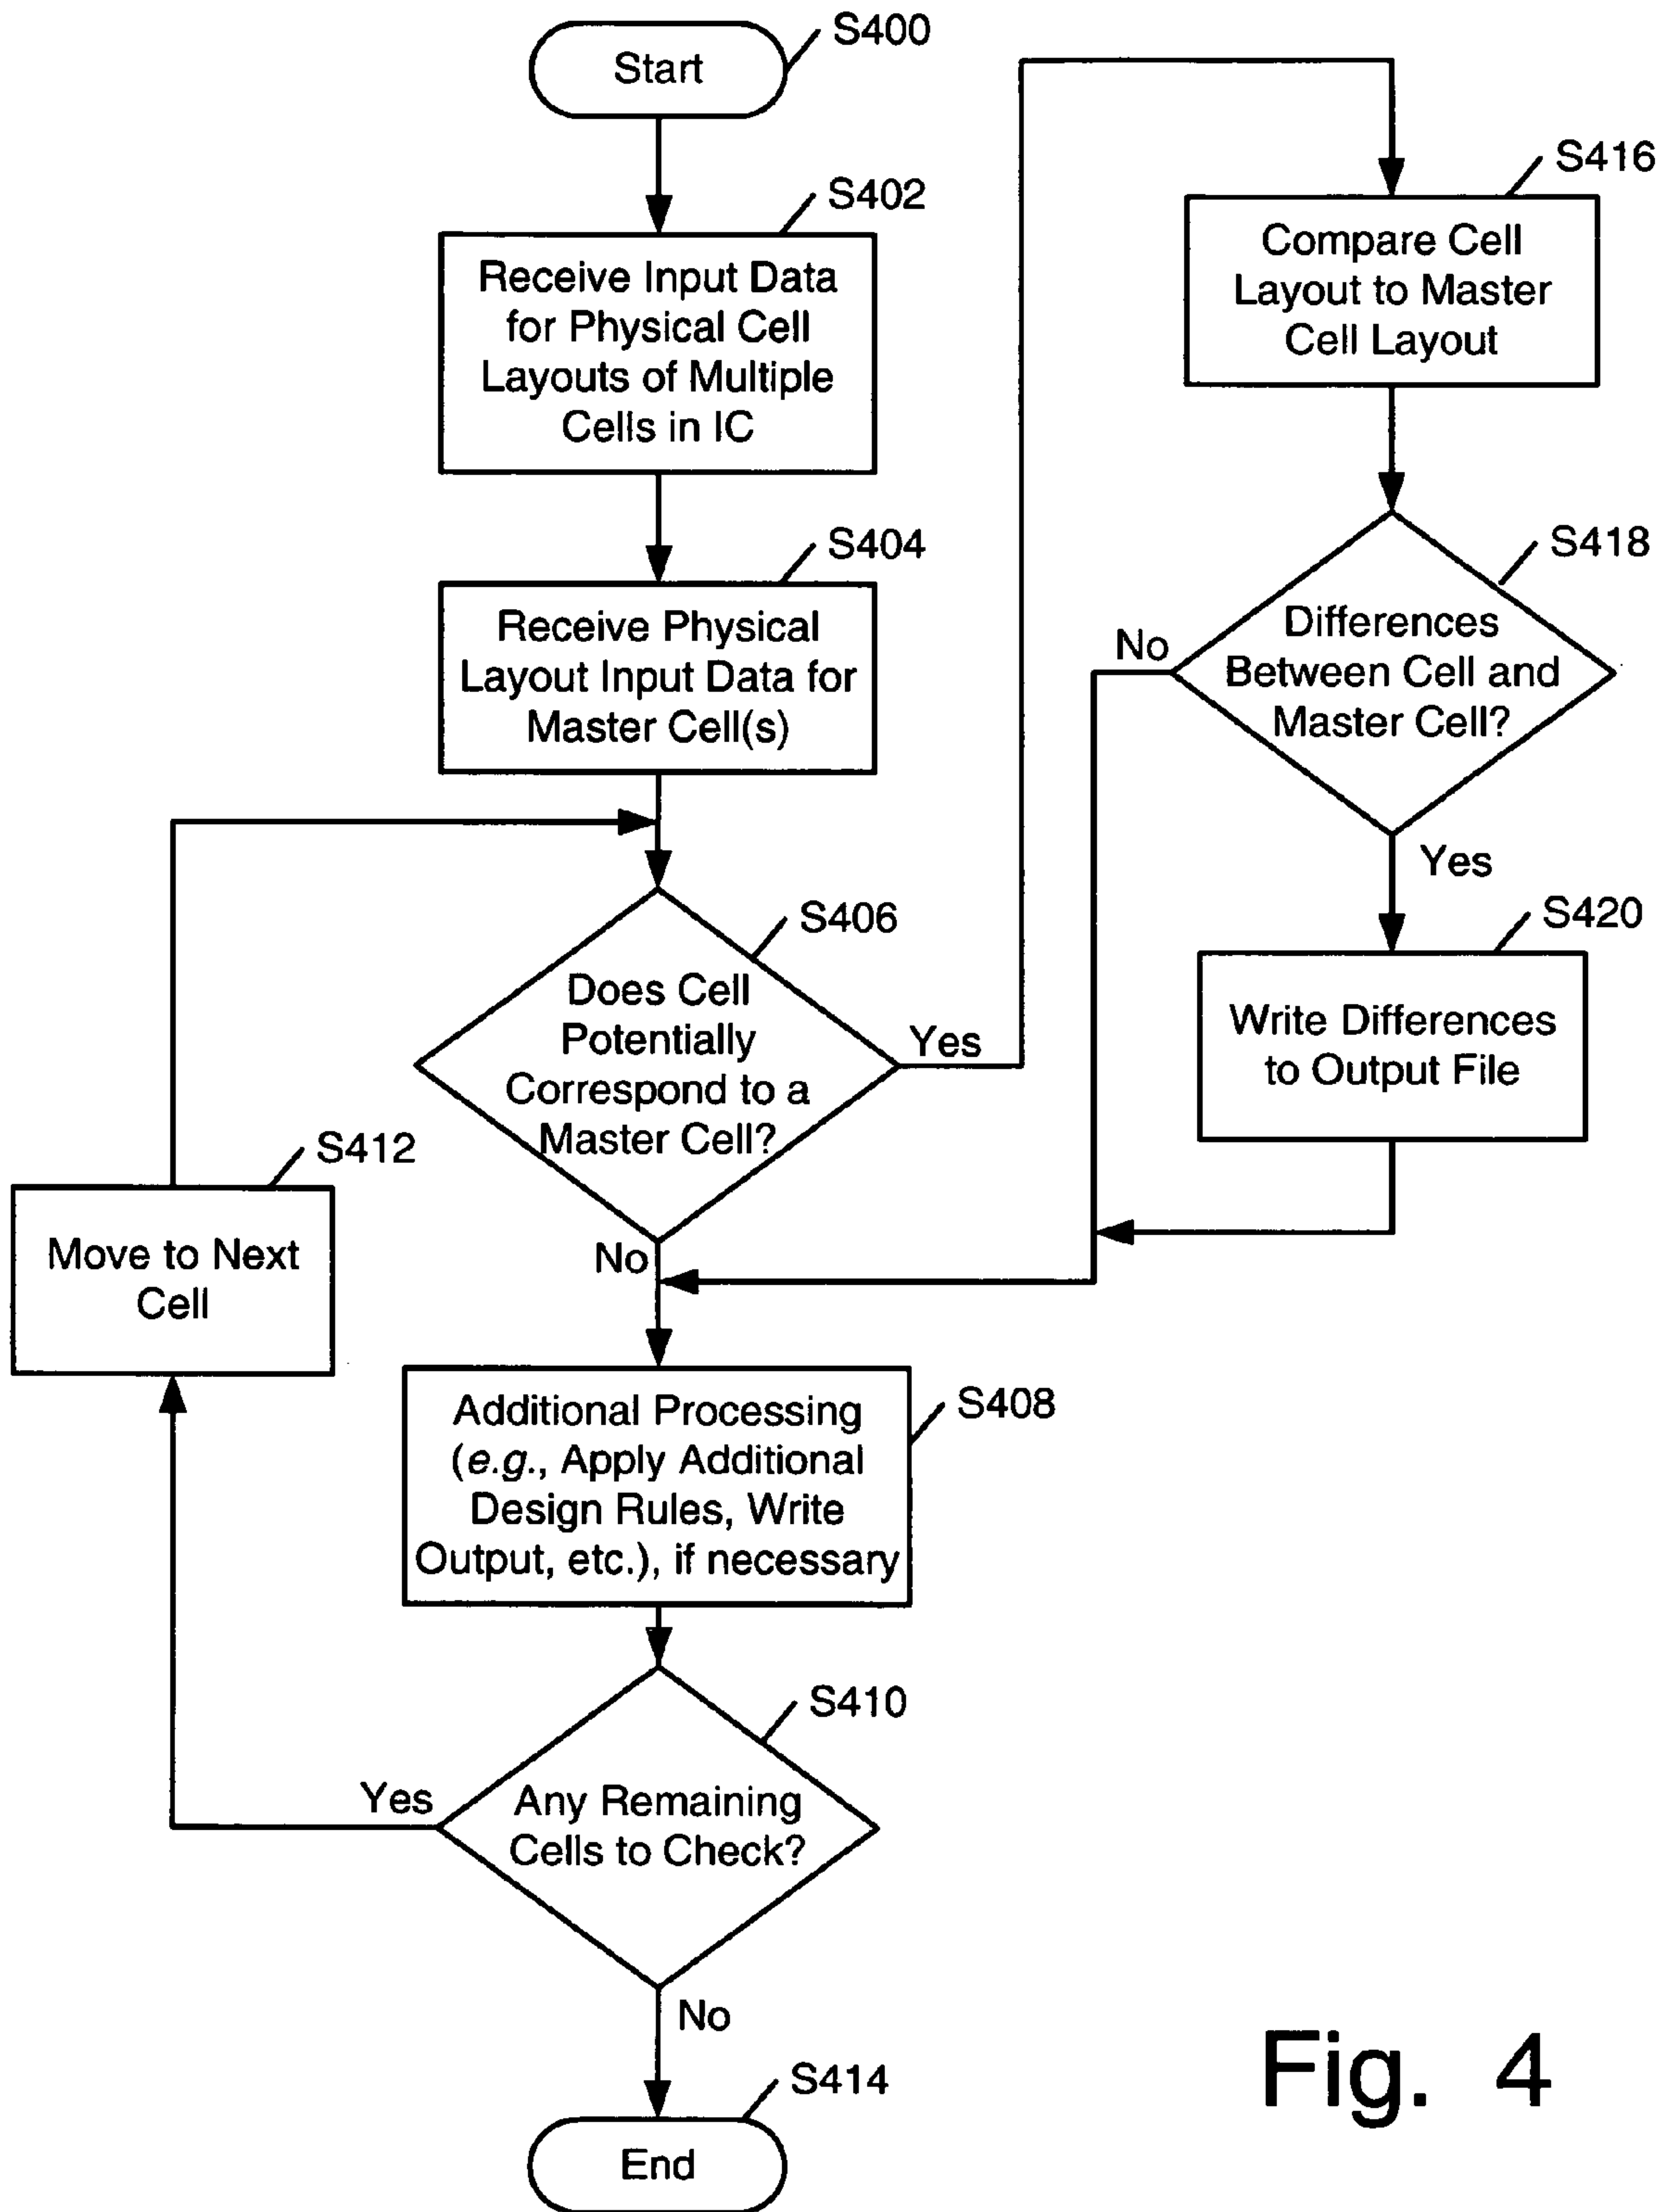 S400
Start
S402
Receive Input Data
for Physical Cell
Layouts of Multiple
Cells in IC
S404
Receive Physical
Layout Input Data for
Master Cell(s)
S406
Does Cell
Potentially
Correspond to a
Master Cell?
Yes
No
S412
Move to Next
Cell
S408
Additional Processing
(e.g., Apply Additional
Design Rules, Write
Output, etc.), if necessary
S410
Any Remaining
Cells to Check?
Yes
No
S414
End
S416
Compare Cell
Layout to Master
Cell Layout
S418
Differences
Between Cell and
Master Cell?
No
Yes
S420
Write Differences
to Output File
Fig. 4